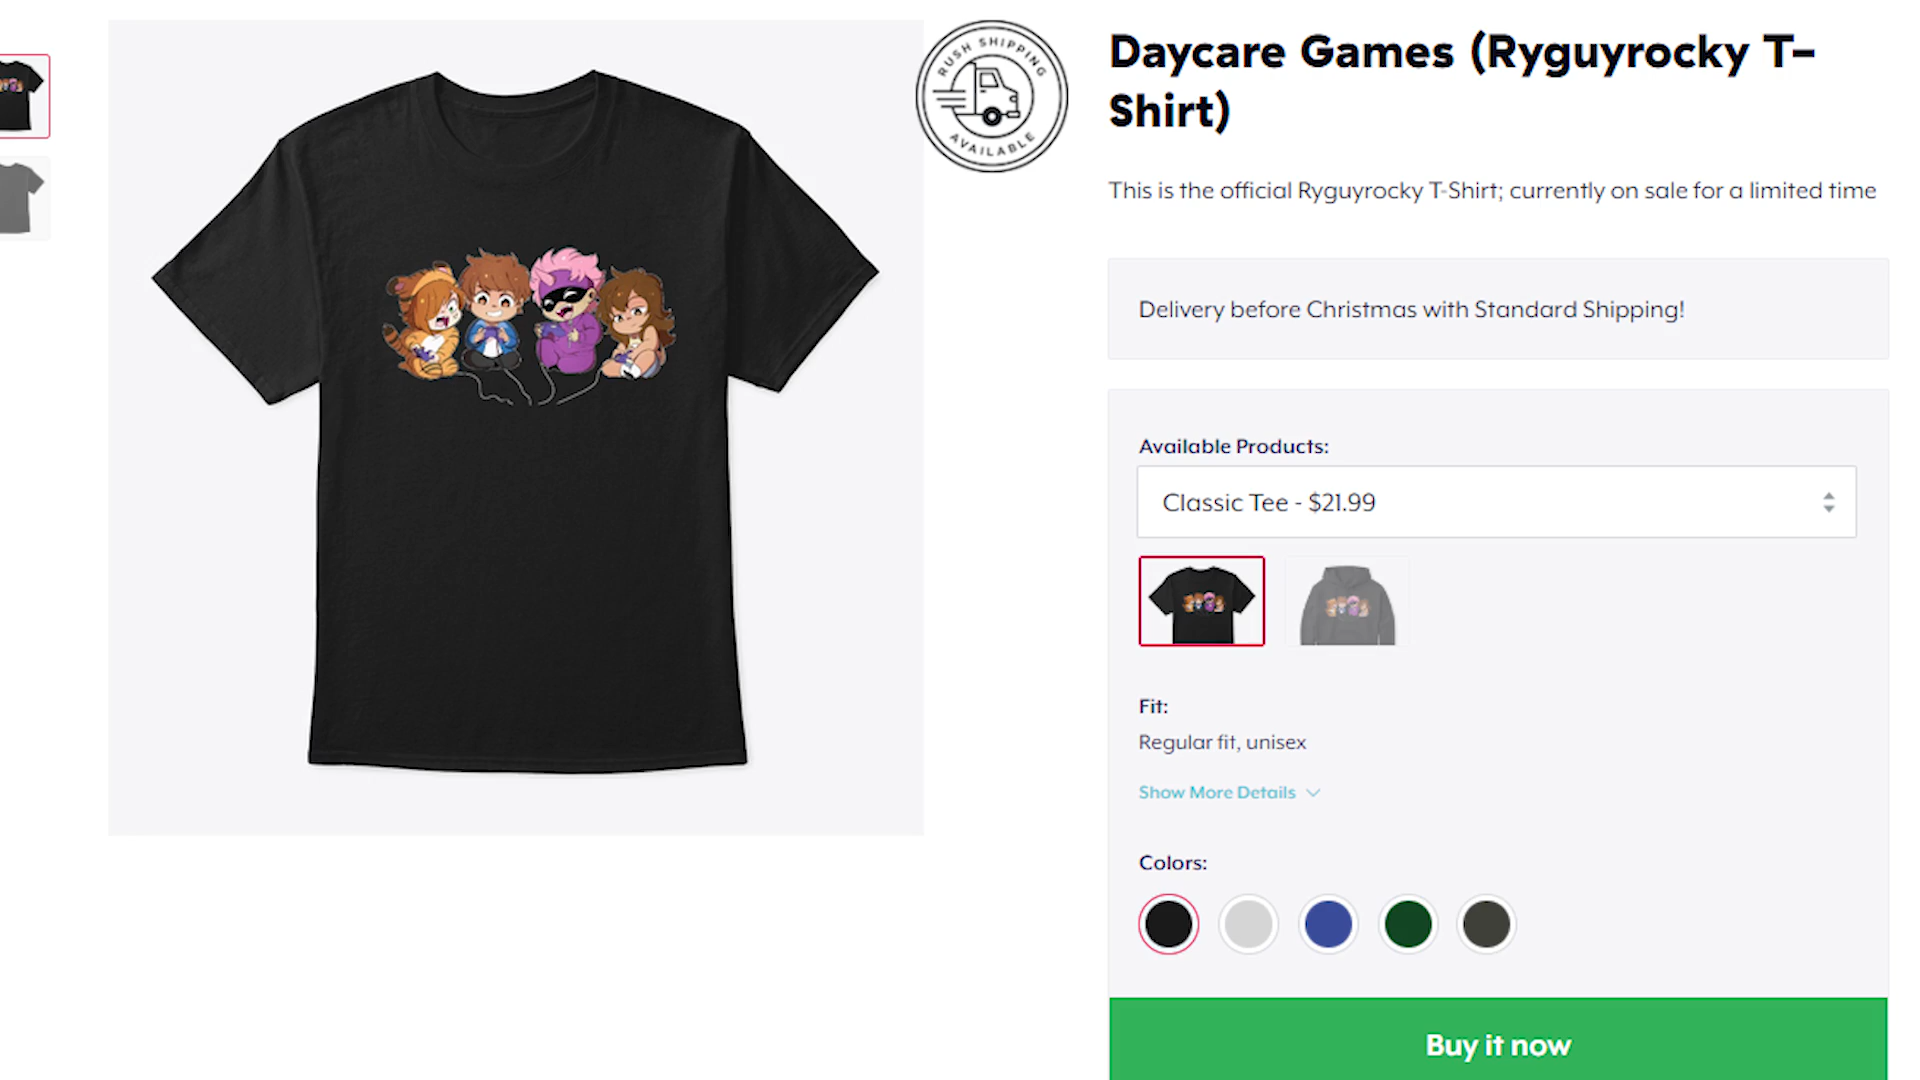 RUSH SHIPPING
AVAILABLE
Daycare Games (Ryguyrocky T-
Shirt)
This is the official Ryguyrocky T-Shirt; currently on sale for a limited time
Delivery before Christmas with Standard Shipping!
Available Products:
Classic Tee - $21.99
Fit:
Regular fit, unisex
Show More Details
Colors:
Buy it now